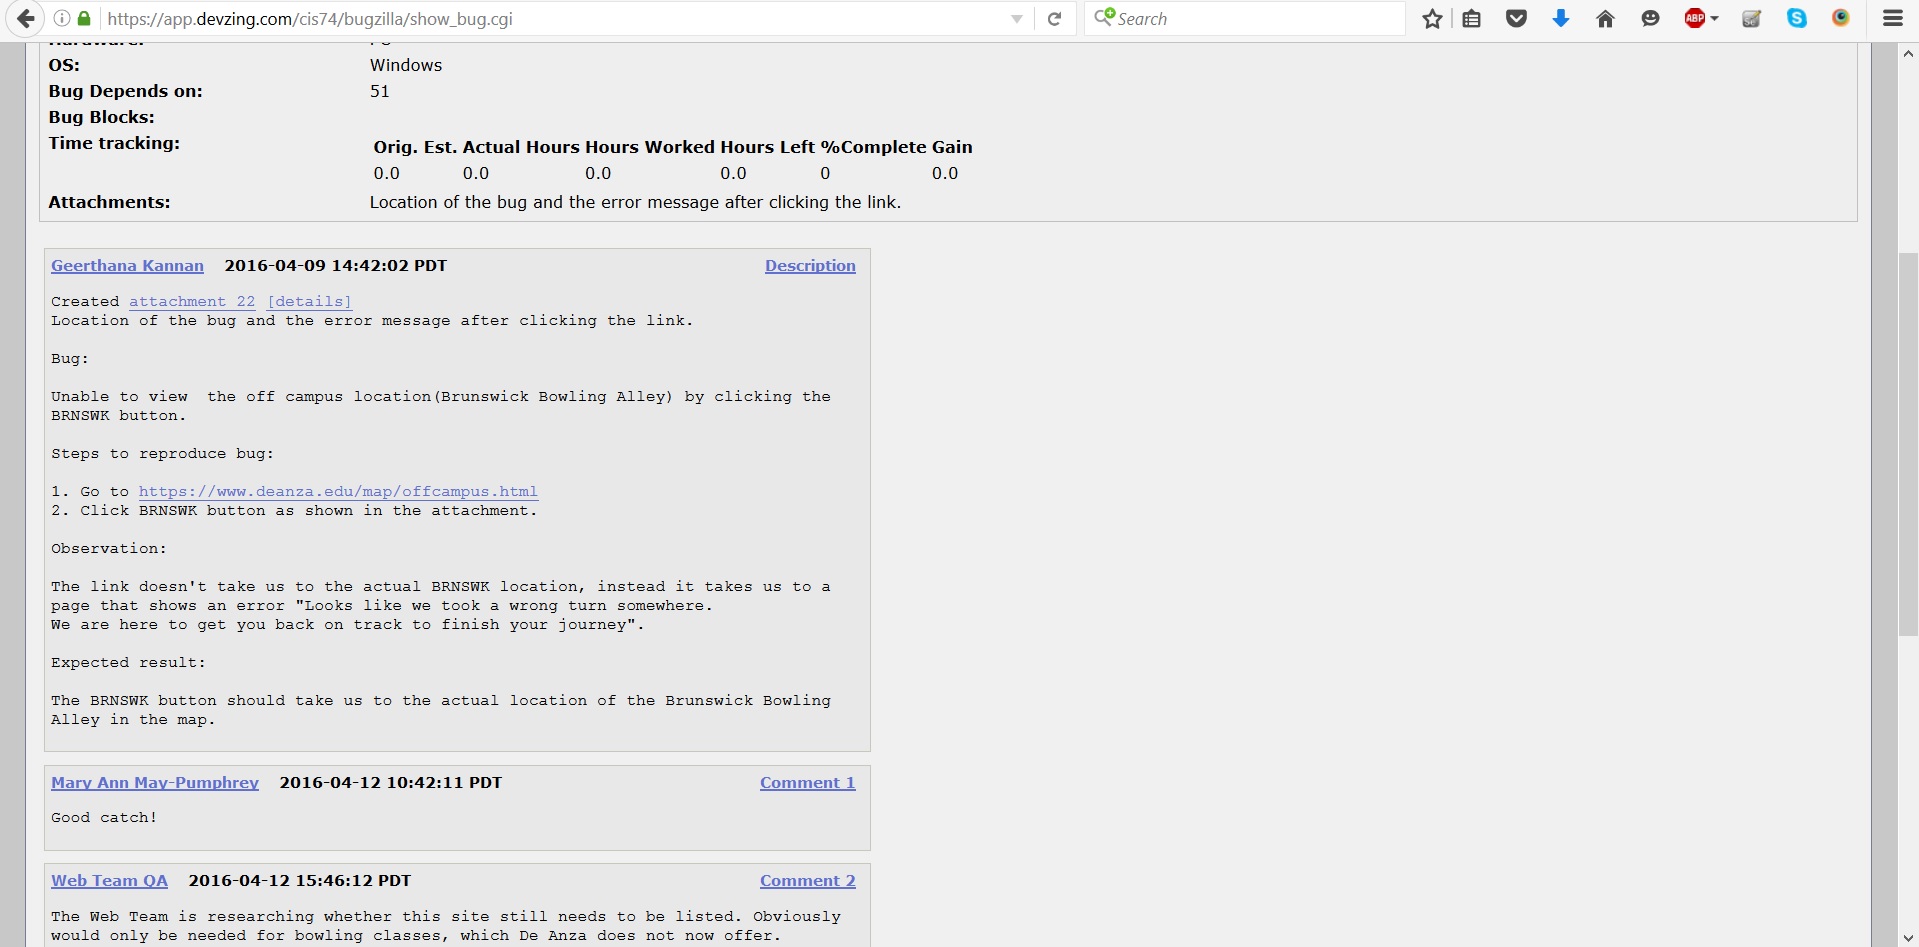 https://app.devzing.com/cis74/bugzilla/show_bug.cgi
Search
ABP
OS: Windows
Bug Depends on: 51
Bug Blocks:
Time tracking:
Orig. Est. Actual Hours Hours Worked Hours Left %Complete Gain
0.0 0.0 0.0 0.0 0 0.0
Attachments: Location of the bug and the error message after clicking the link.
Geerthana Kannan 2016-04-09 14:42:02 PDT Description
Created attachment 22 [details]
Location of the bug and the error message after clicking the link.
Bug:
Unable to view  the off campus location(Brunswick Bowling Alley) by clicking the
BRNSWK button.
Steps to reproduce bug:
1. Go to https://www.deanza.edu/map/offcampus.html
2. Click BRNSWK button as shown in the attachment.
Observation:
The link doesn't take us to the actual BRNSWK location, instead it takes us to a
page that shows an error "Looks like we took a wrong turn somewhere.
We are here to get you back on track to finish your journey".
Expected result:
The BRNSWK button should take us to the actual location of the Brunswick Bowling
Alley in the map.
Mary Ann May-Pumphrey 2016-04-12 10:42:11 PDT Comment 1
Good catch!
Web Team QA 2016-04-12 15:46:12 PDT Comment 2
The Web Team is researching whether this site still needs to be listed. Obviously
would only be needed for bowling classes, which De Anza does not now offer.